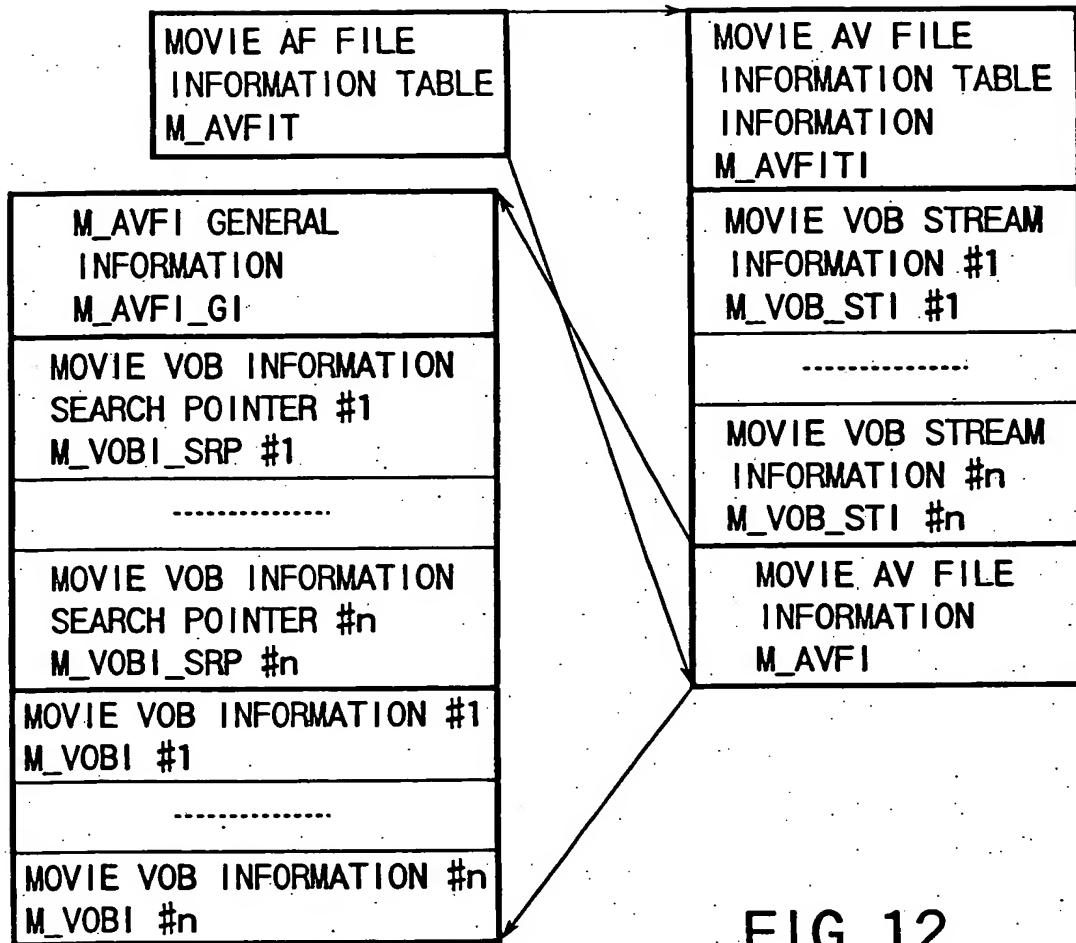 MOVIE AF FILE
INFORMATION TABLE
M_AVFIT
MOVIE AV FILE
INFORMATION TABLE
INFORMATION
M_AVFITI
MOVIE VOB STREAM
INFORMATION #1
M_VOB_STI #1
MOVIE VOB STREAM
INFORMATION #n
M_VOB_STI #n
MOVIE AV FILE
INFORMATION
M_AVFI
M_AVFI GENERAL
INFORMATION
M_AVFI_GI
MOVIE VOB INFORMATION
SEARCH POINTER #1
M_VOBI_SRP #1
MOVIE VOB INFORMATION
SEARCH POINTER #n
M_VOBI_SRP #n
MOVIE VOB INFORMATION #1
M_VOBI #1
MOVIE VOB INFORMATION #n
M_VOBI #n
FIG.12